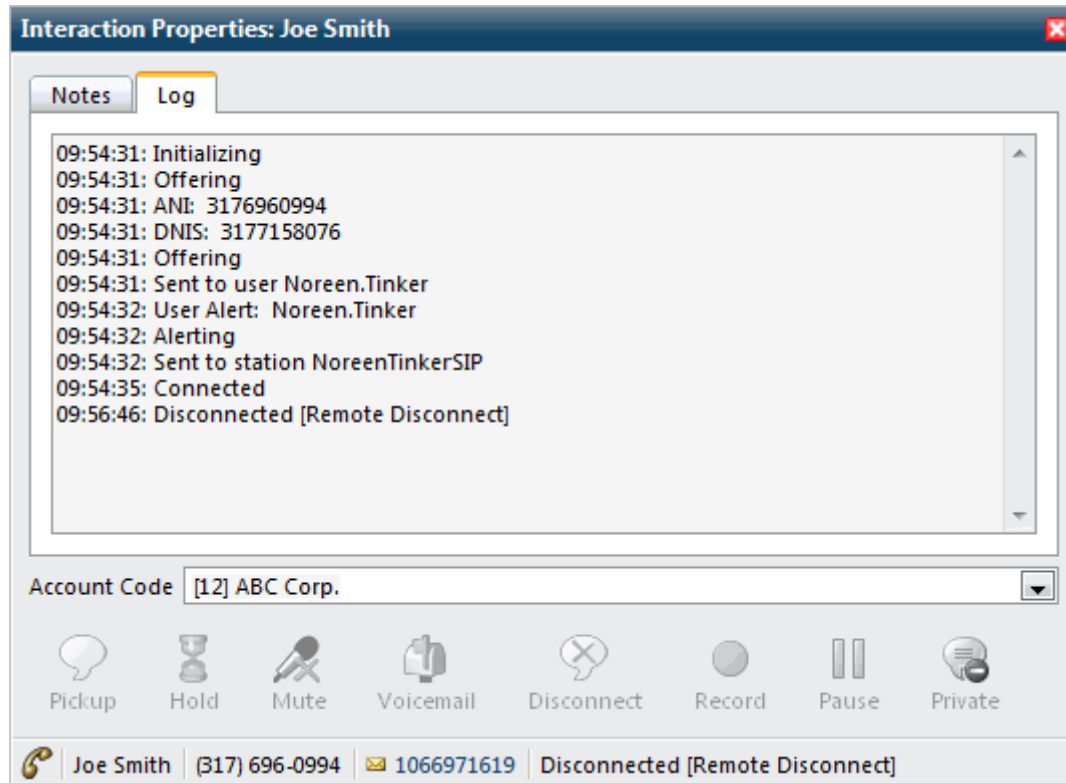 Interaction Properties: Joe Smith
Notes Log
09:54:31: Initializing
09:54:31: Offering
09:54:31: ANI:  3176960994
09:54:31: DNIS:  3177158076
09:54:31: Offering
09:54:31: Sent to user Noreen.Tinker
09:54:32: User Alert:  Noreen.Tinker
09:54:32: Alerting
09:54:32: Sent to station NoreenTinkerSIP
09:54:35: Connected
09:56:46: Disconnected [Remote Disconnect]
Account Code [12] ABC Corp.
Pickup Hold Mute Voicemail Disconnect Record Pause Private
Joe Smith (317) 696-0994 1066971619 Disconnected [Remote Disconnect]